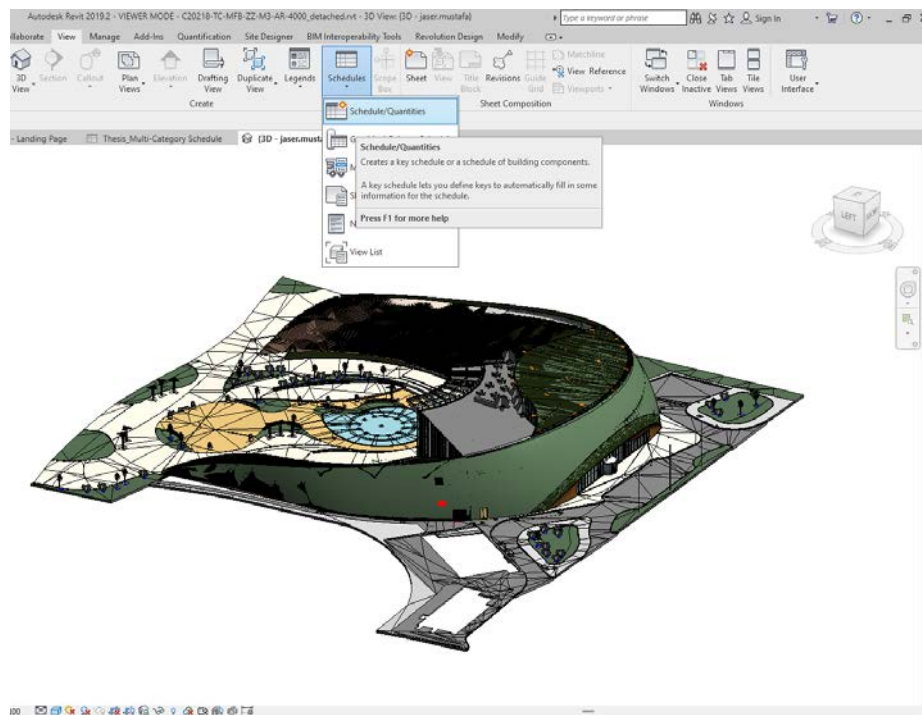 Autodesk Revit 2019.2 - VIEWER MODE - C20218-TC-MFB-ZZ-M3-AR-4000_detached.rvt - 3D View: {3D - jaser.mustafa}
Type a keyword or phrase
Sign In
ollaborate View Manage Add-Ins Quantification Site Designer BIM Interoperability Tools Revolution Design Modify
3D View
Section
Callout
Plan Views
Elevation
Drafting View
Duplicate View
Legends
Schedules
Scope Box
Sheet
View
Title Block
Revisions
Guide Grid
Matchline
View Reference
Viewports
Switch Windows
Close Inactive
Tab Views
Tile Views
User Interface
Create
Sheet Composition
Windows
Schedule/Quantities
- Landing Page
Thesis_Multi-Category Schedule
{3D - jaser.musta
Schedule/Quantities
Creates a key schedule or a schedule of building components.
A key schedule lets you define keys to automatically fill in some
information for the schedule.
Press F1 for more help
View List
LEFT